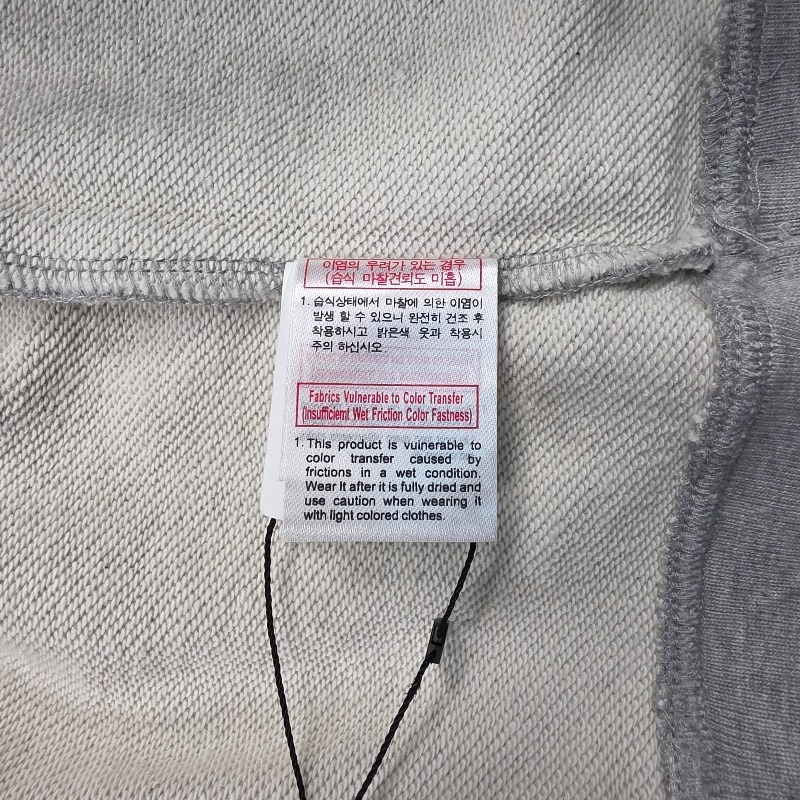 이염의 우려가 있는 경우
(습식 마찰견뢰도 미흡)
1. 습식상태에서 마찰에 의한 이염이
발생 할 수 있으니 완전히 건조 후
착용하시고 밝은색 옷과 착용시
주의 하십시오.
Fabrics Vulnerable to Color Transfer
(Insufficiemt Wet Friction Color Fastness)
1. This product is vuinerable to
color transfer caused by
frictions in a wet condition.
Wear It after it is fully dried and
use caution when wearing it
with light colored clothes.